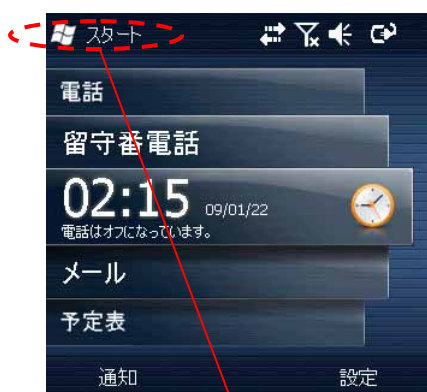 スタート
電話
留守番電話
02:15 09/01/22
電話はオフになっています。
メール
予定表
通知 設定